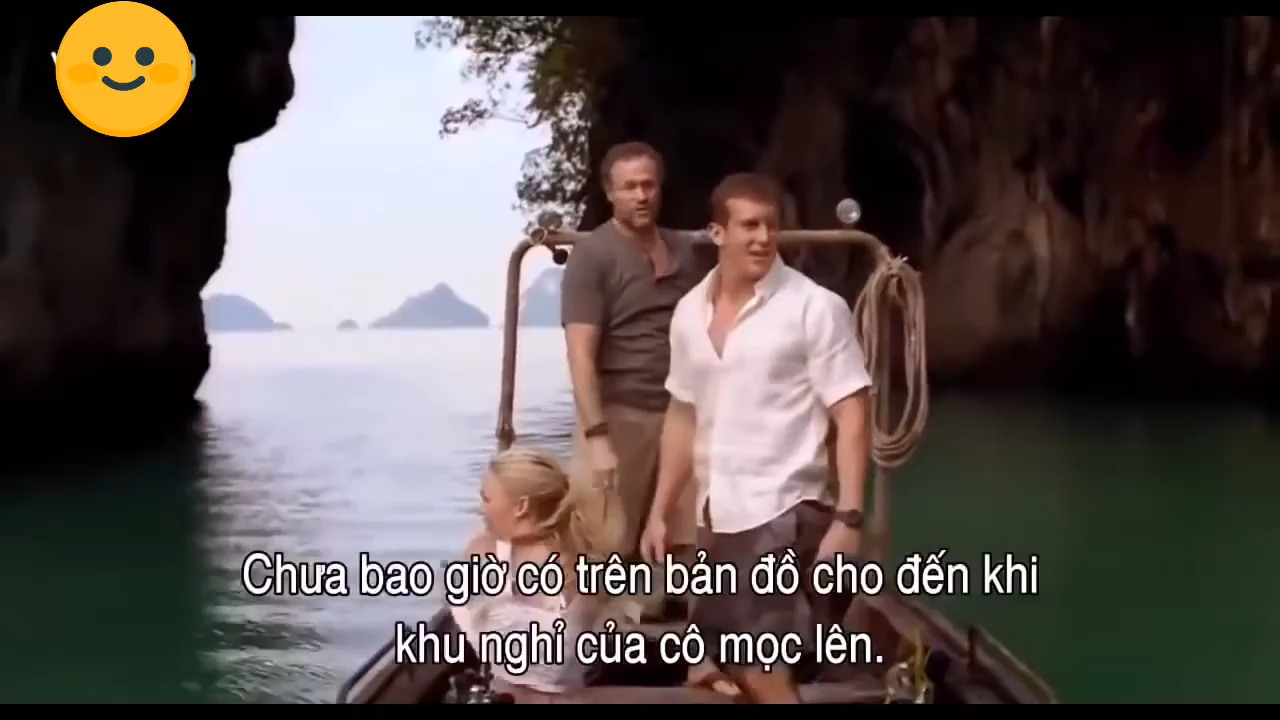 Chưa bao giờ có trên bản đồ cho đến khi
khu nghỉ của cô mọc lên.